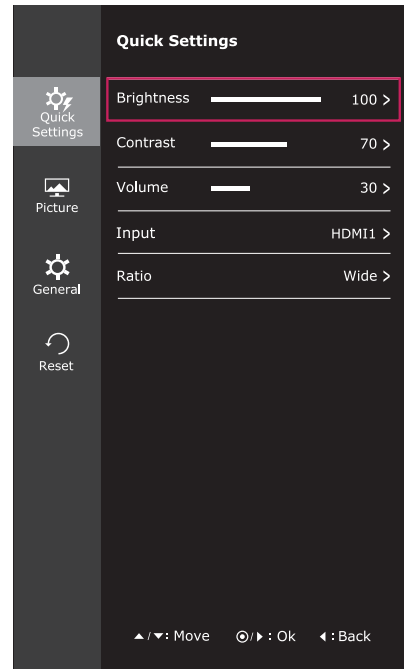 Quick Settings
Quick
Settings
Picture
General
Reset
Brightness 100 >
Contrast 70 >
Volume 30 >
Input HDMI1 >
Ratio Wide >
▲/▼: Move ◉/▶ : Ok ◀ : Back